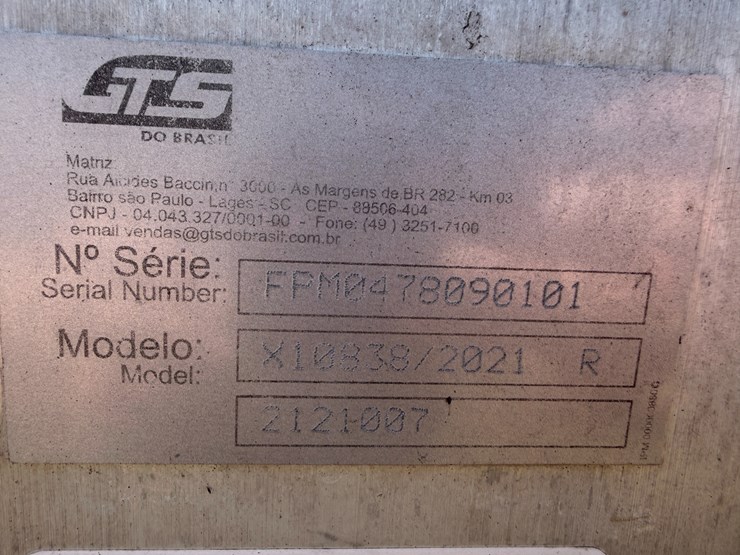 GTS
DO BRASIL
Matriz
Rua Alcides Baccin, n° 3000 - As Margens de BR 282 - Km 03
Bairro são Paulo - Lages - SC CEP - 88506-404
CNPJ - 04.043.327/0001-00 - Fone: (49 ) 3251-7100
e-mail vendas@gtsdobrasil.com.br
Nº Série:
Serial Number:
FPM0478090101
Modelo:
Model:
X10838/2021 R
2121-007